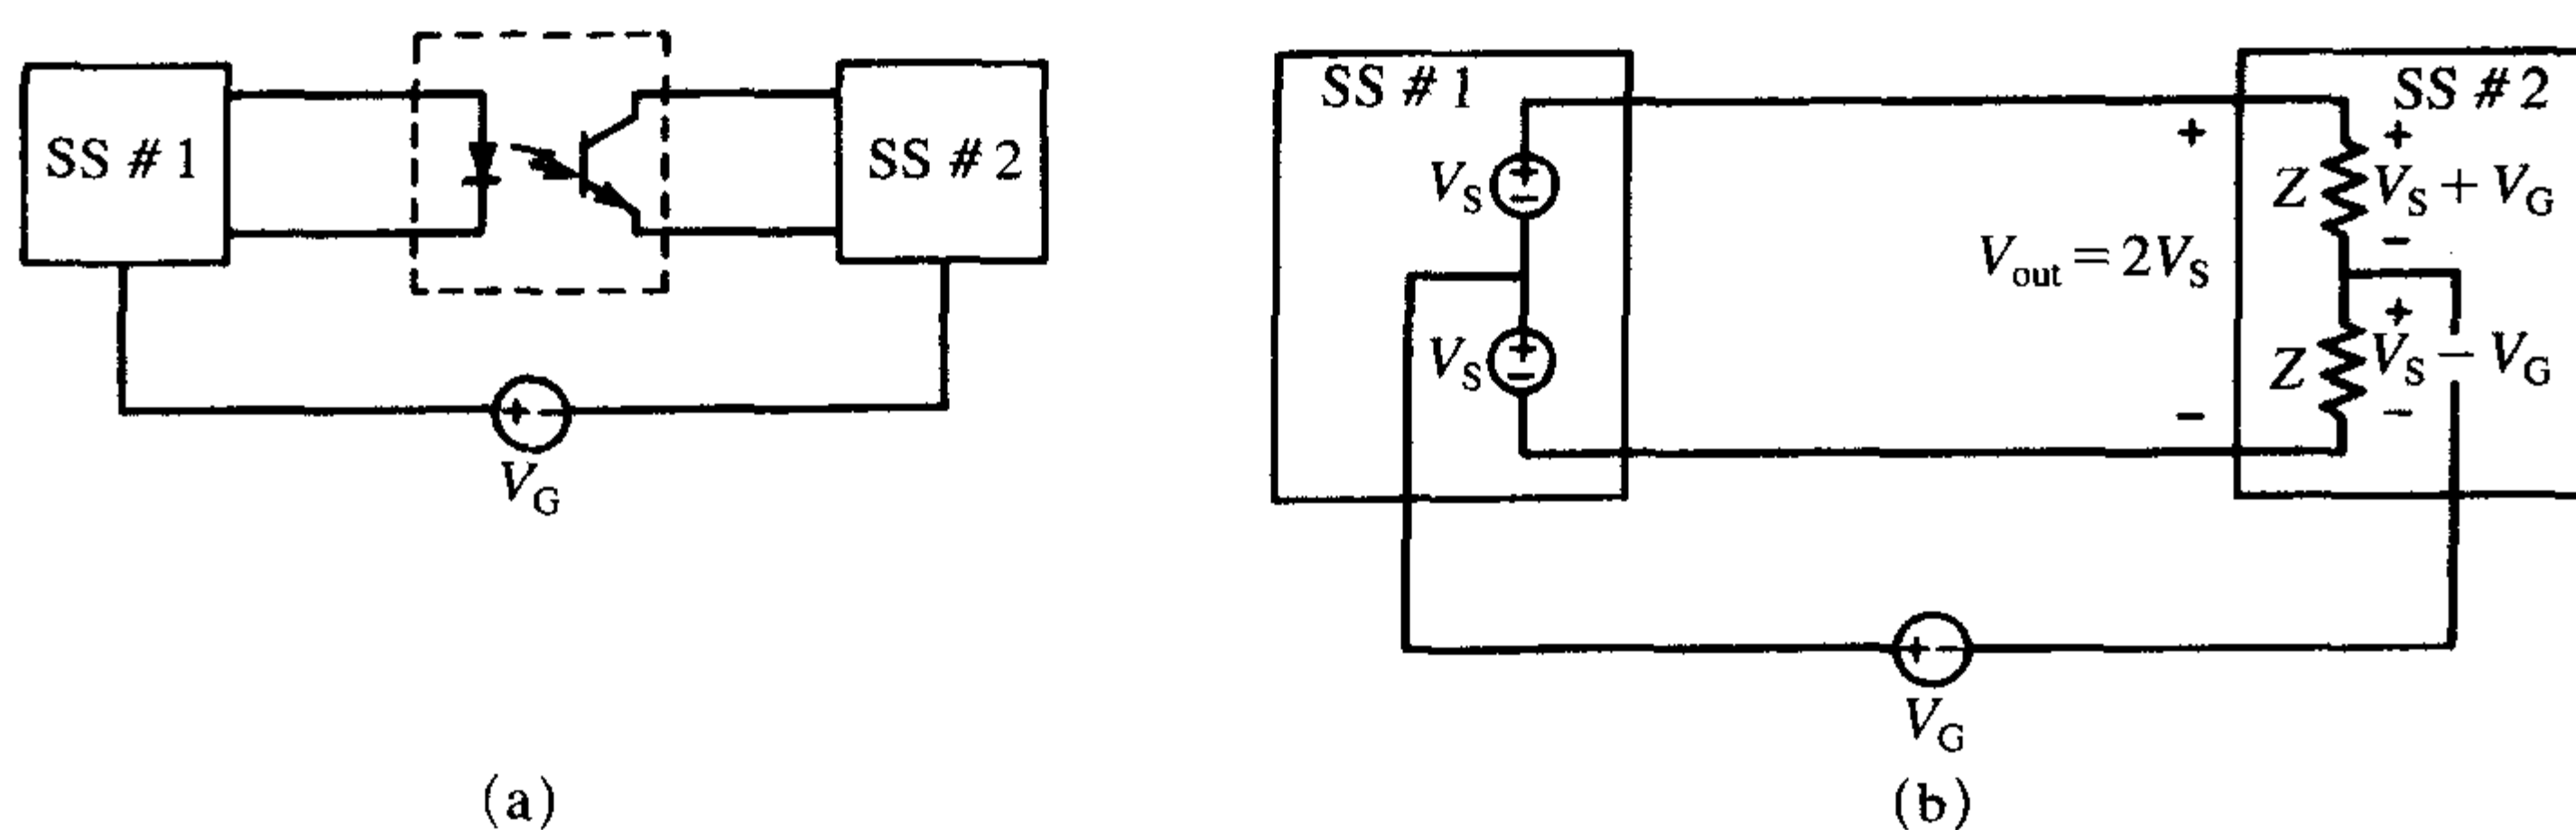 SS # 1
SS # 2
V_G
(a)
SS # 1
SS # 2
V_S
+
Z
V_S + V_G
-
V_out = 2V_S
V_S
+
Z
V_S - V_G
-
V_G
(b)